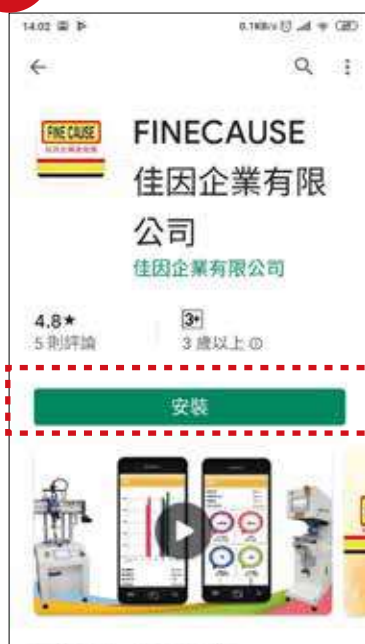 14:02
FINE CAUSE
FINECAUSE
佳因企業有限
公司
佳因企業有限公司
4.8★
3+
5 則評論
3 歲以上
安裝